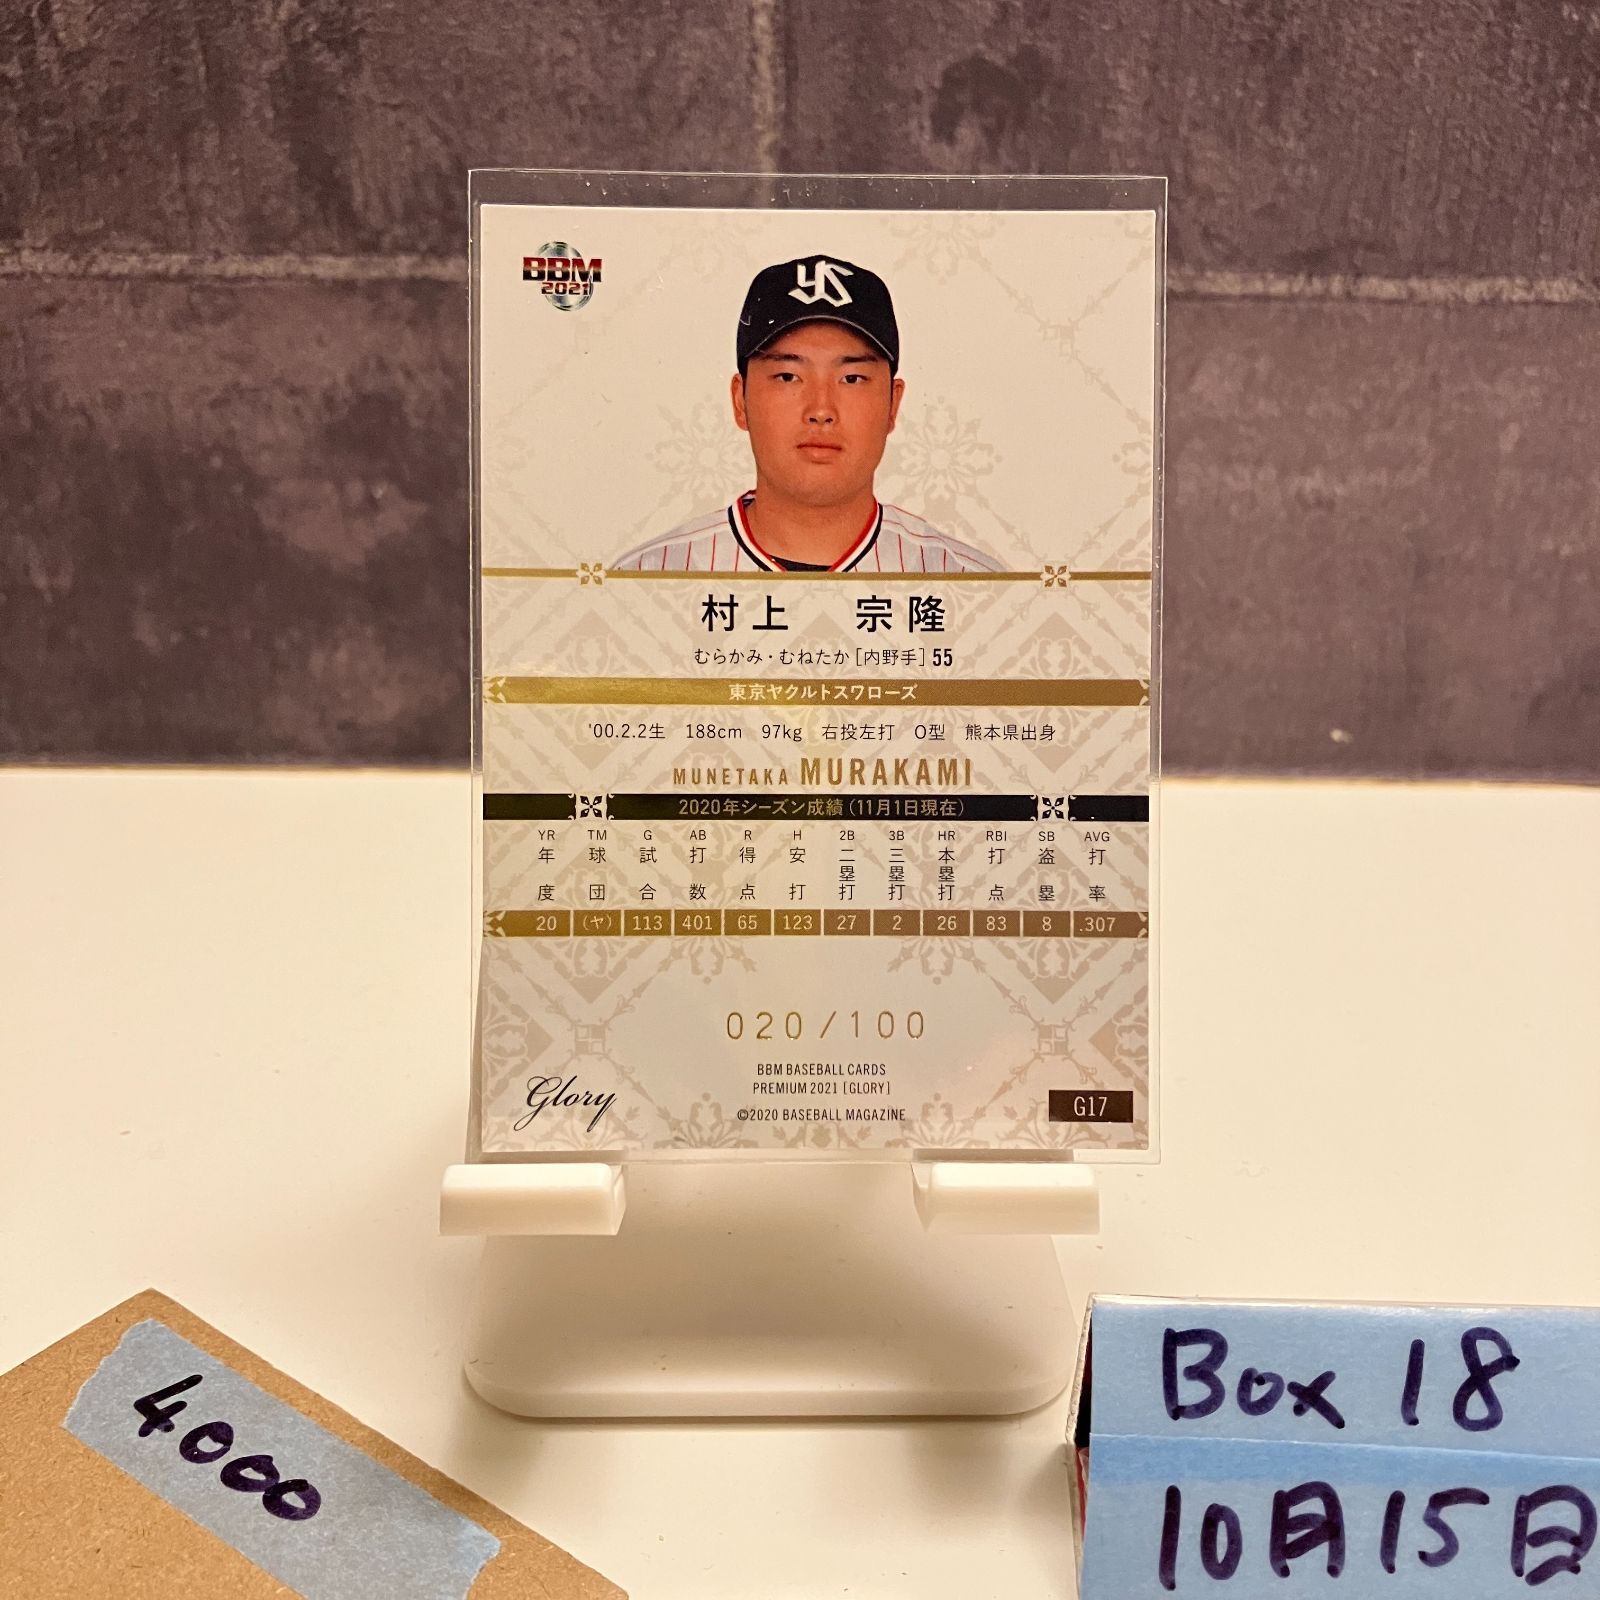 BBM
2021
YS
村上 宗隆
むらかみ・むねたか[内野手] 55
東京ヤクルトスワローズ
'00.2.2生 188cm 97kg 右投左打 O型 熊本県出身
MUNETAKA MURAKAMI
2020年シーズン成績(11月1日現在)
YR TM G AB R H 2B 3B HR RBI SB AVG
年度 球団 試合 打数 得点 安打 二塁打 三塁打 本塁打 打点 盗塁 打率
20 (ヤ) 113 401 65 123 27 2 26 83 8 .307
020/100
BBM BASEBALL CARDS
PREMIUM 2021 [GLORY]
©2020 BASEBALL MAGAZINE
Glory
G17
4000
Box 18
10月15日